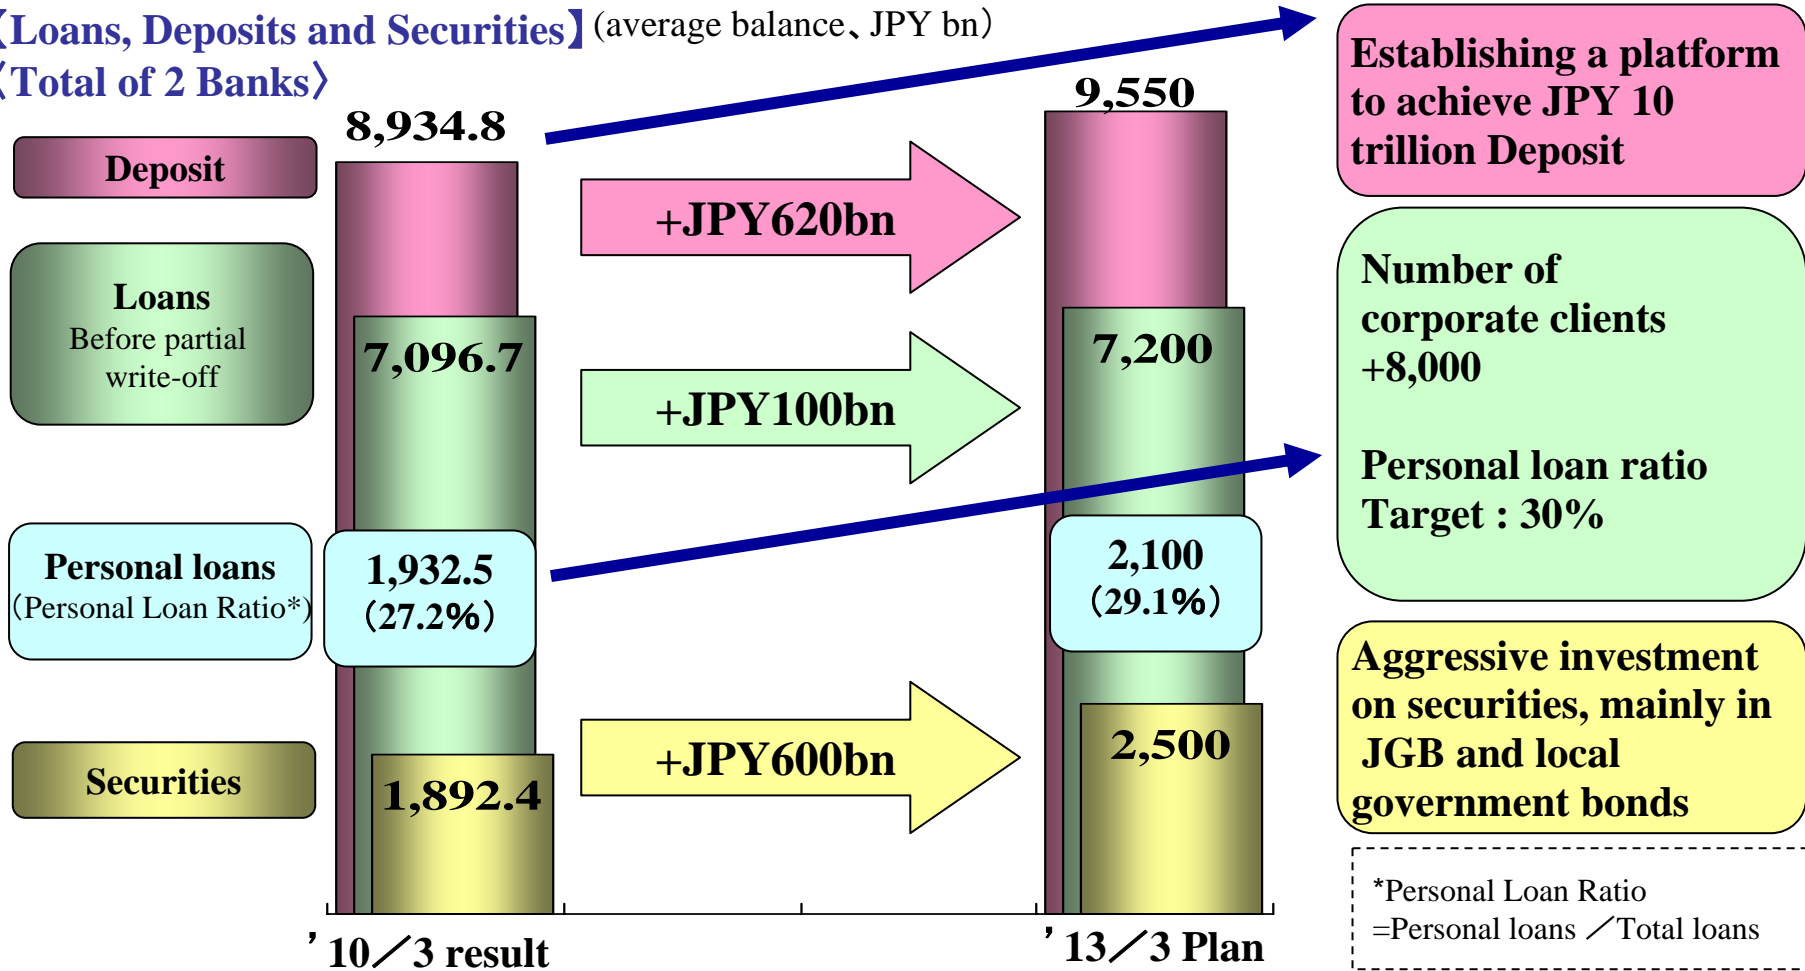 【Loans, Deposits and Securities】(average balance、JPY bn）
〈Total of 2 Banks〉
8,934.8
9,550
Deposit
+JPY620bn
Establishing a platform
to achieve JPY 10
trillion Deposit
Loans
Before partial
write-off
7,096.7
+JPY100bn
7,200
Number of
corporate clients
+8,000
Personal loan ratio
Target : 30%
Personal loans
（Personal Loan Ratio*)
1,932.5
（27.2%）
2,100
（29.1%）
Securities
1,892.4
+JPY600bn
2,500
Aggressive investment
on securities, mainly in
JGB and local
government bonds
’10／3 result
’13／3 Plan
*Personal Loan Ratio
=Personal loans ／Total loans